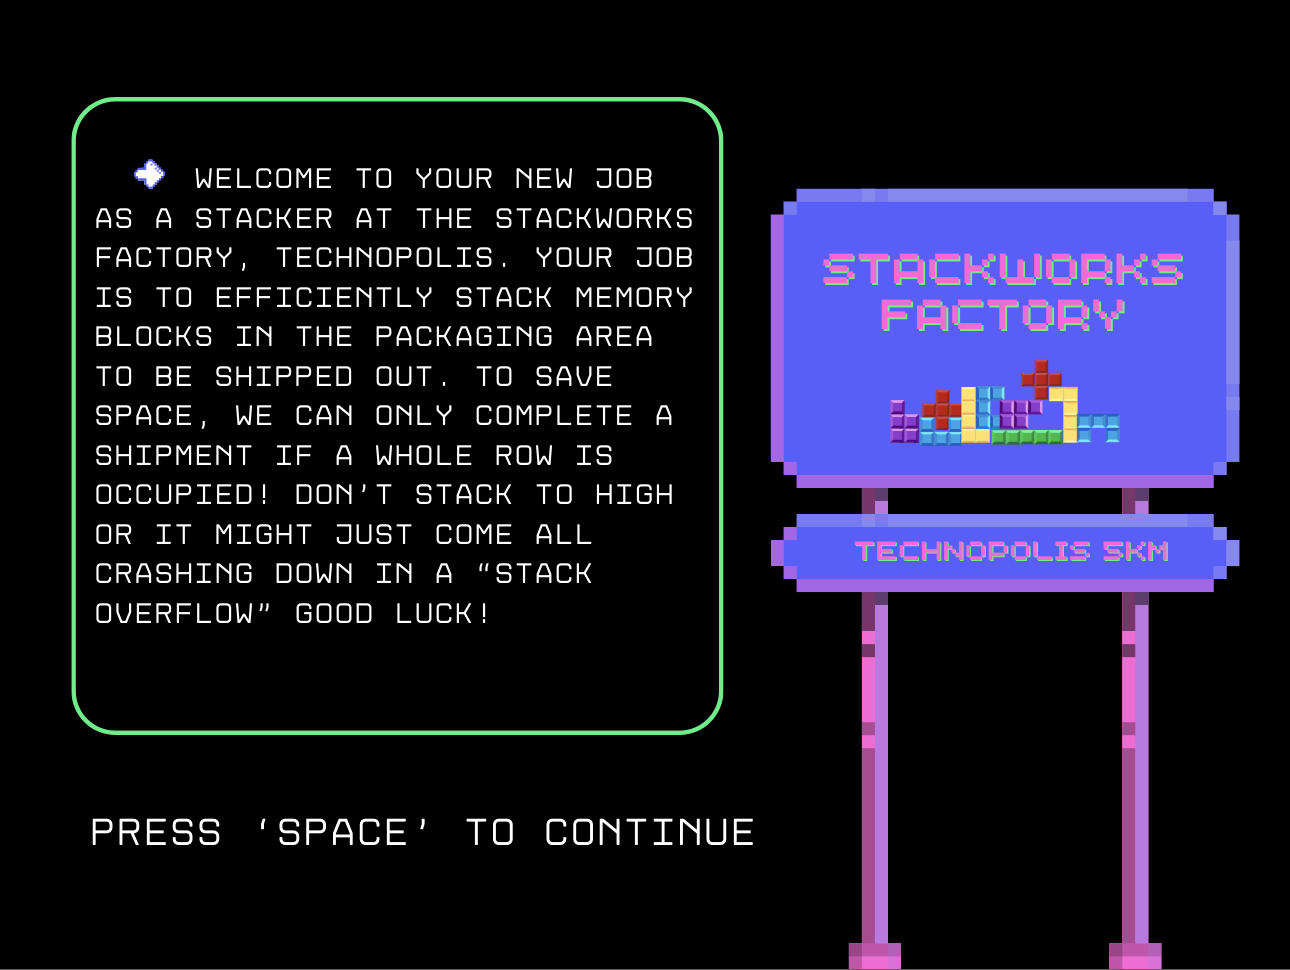 WELCOME TO YOUR NEW JOB
AS A STACKER AT THE STACKWORKS
FACTORY, TECHNOPOLIS. YOUR JOB
IS TO EFFICIENTLY STACK MEMORY
BLOCKS IN THE PACKAGING AREA
TO BE SHIPPED OUT. TO SAVE
SPACE, WE CAN ONLY COMPLETE A
SHIPMENT IF A WHOLE ROW IS
OCCUPIED! DON'T STACK TO HIGH
OR IT MIGHT JUST COME ALL
CRASHING DOWN IN A “STACK
OVERFLOW” GOOD LUCK!
PRESS ‘SPACE’ TO CONTINUE
STACKWORKS
FACTORY
TECHNOPOLIS 5KM